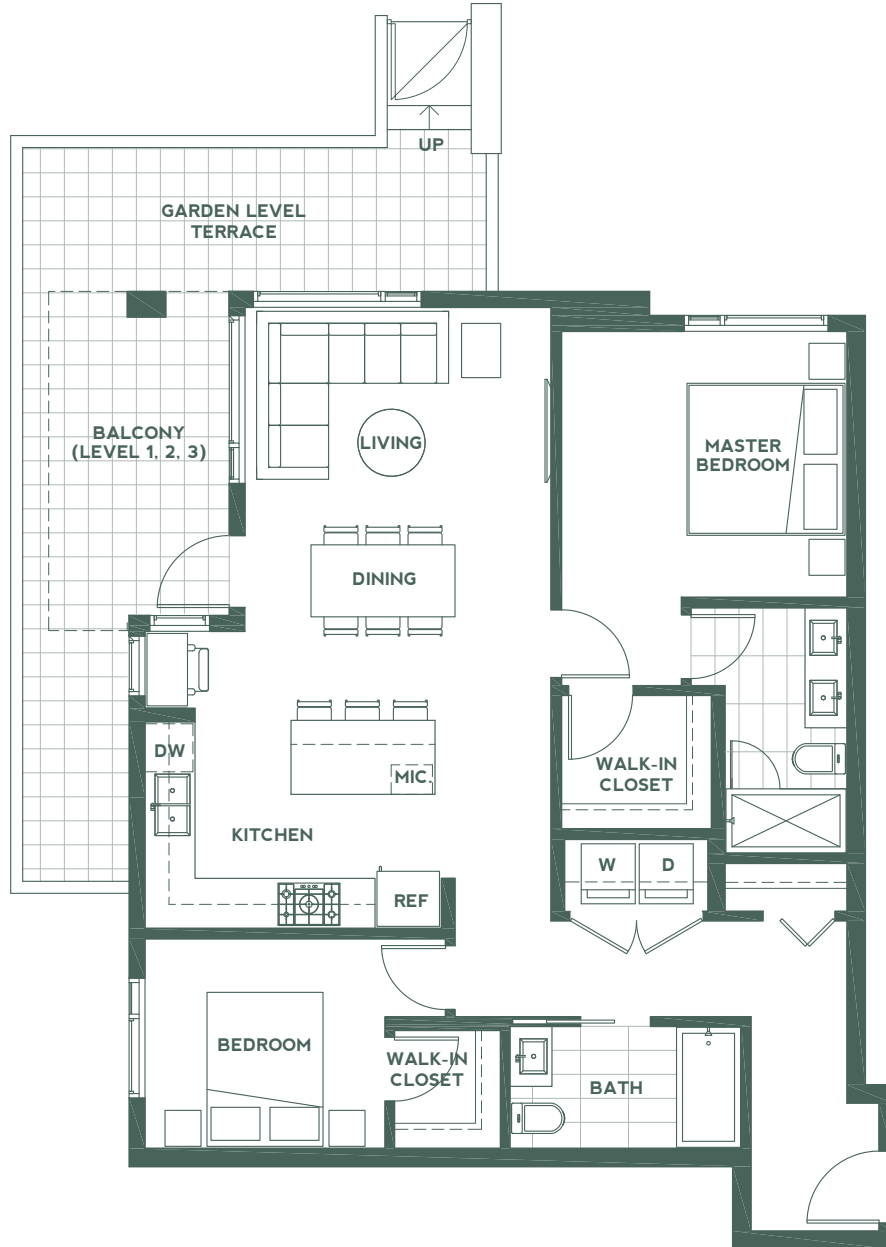 UP
GARDEN LEVEL
TERRACE
BALCONY
(LEVEL 1, 2, 3)
LIVING
MASTER
BEDROOM
DINING
DW
MIC.
WALK-IN
CLOSET
KITCHEN
W
D
REF
BEDROOM
WALK-IN
CLOSET
BATH